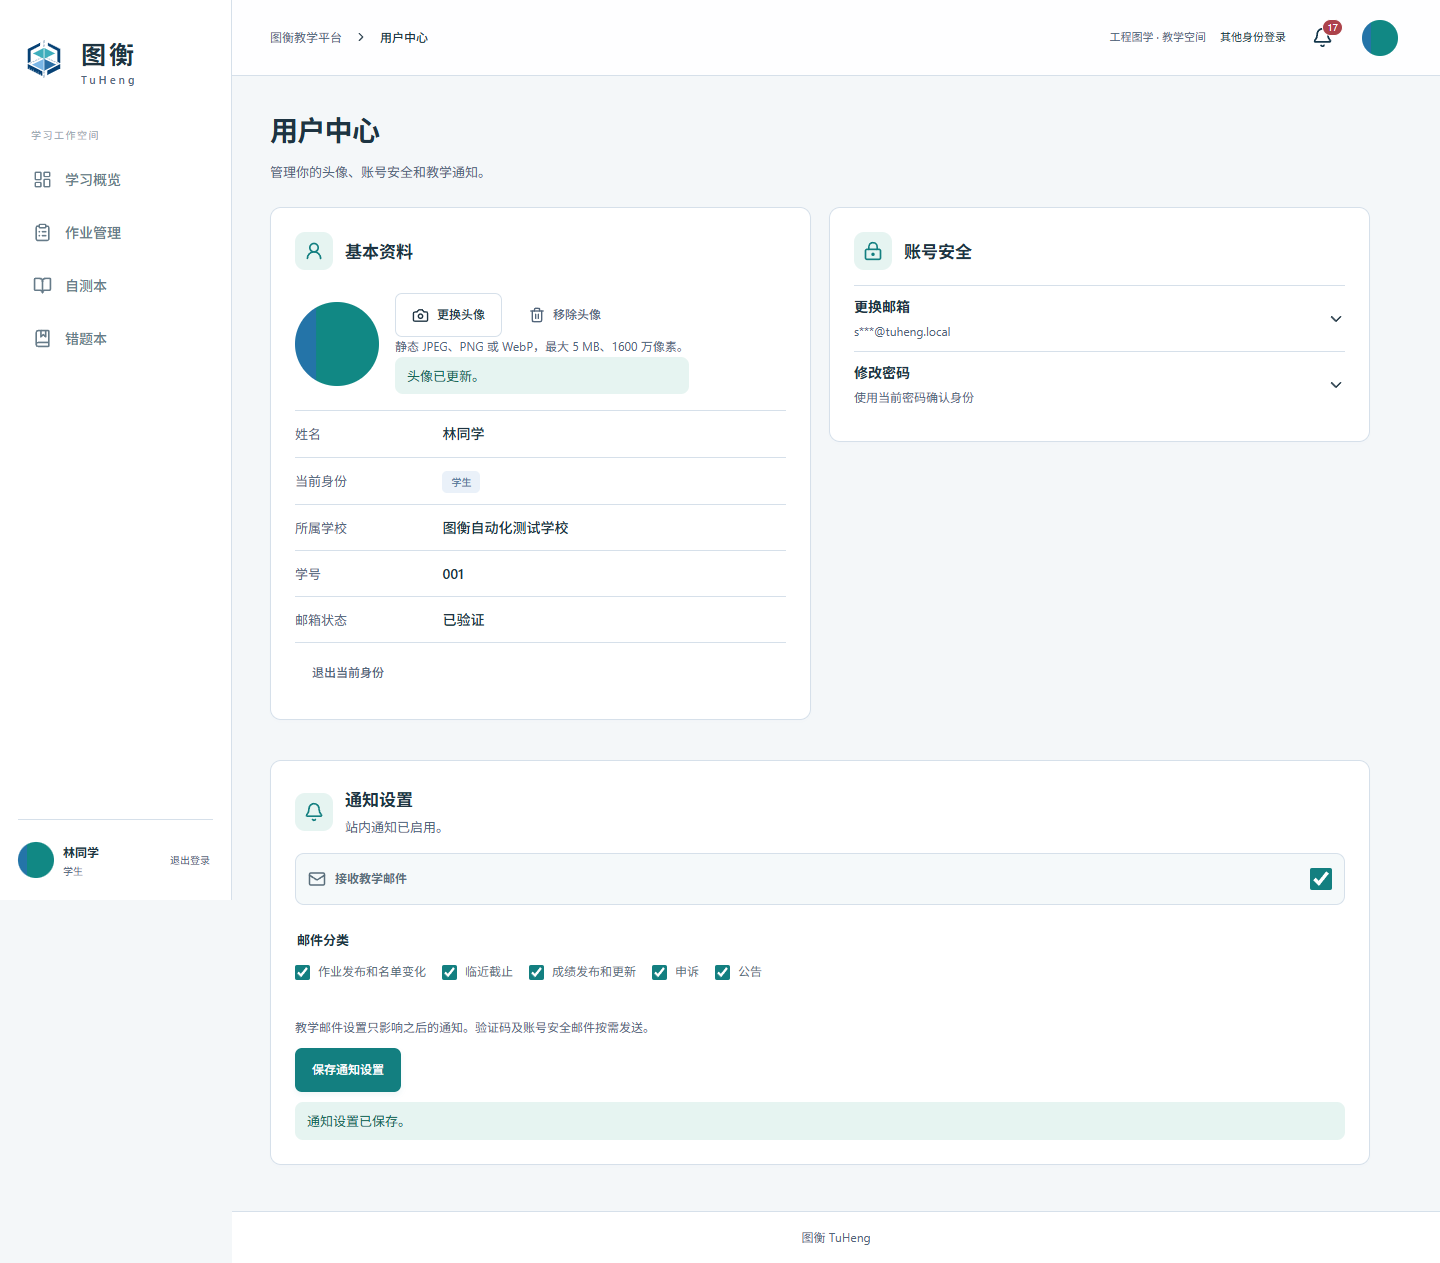 图衡
TuHeng
学习工作空间
学习概览
作业管理
自测本
错题本
林同学
学生
退出登录
图衡教学平台
用户中心
工程图学 · 教学空间
其他身份登录
17
用户中心
管理你的头像、账号安全和教学通知。
基本资料
更换头像
移除头像
静态 JPEG、PNG 或 WebP，最大 5 MB、1600 万像素。
头像已更新。
姓名
林同学
当前身份
学生
所属学校
图衡自动化测试学校
学号
001
邮箱状态
已验证
退出当前身份
账号安全
更换邮箱
s***@tuheng.local
修改密码
使用当前密码确认身份
通知设置
站内通知已启用。
接收教学邮件
邮件分类
作业发布和名单变化
临近截止
成绩发布和更新
申诉
公告
教学邮件设置只影响之后的通知。验证码及账号安全邮件按需发送。
保存通知设置
通知设置已保存。
图衡 TuHeng